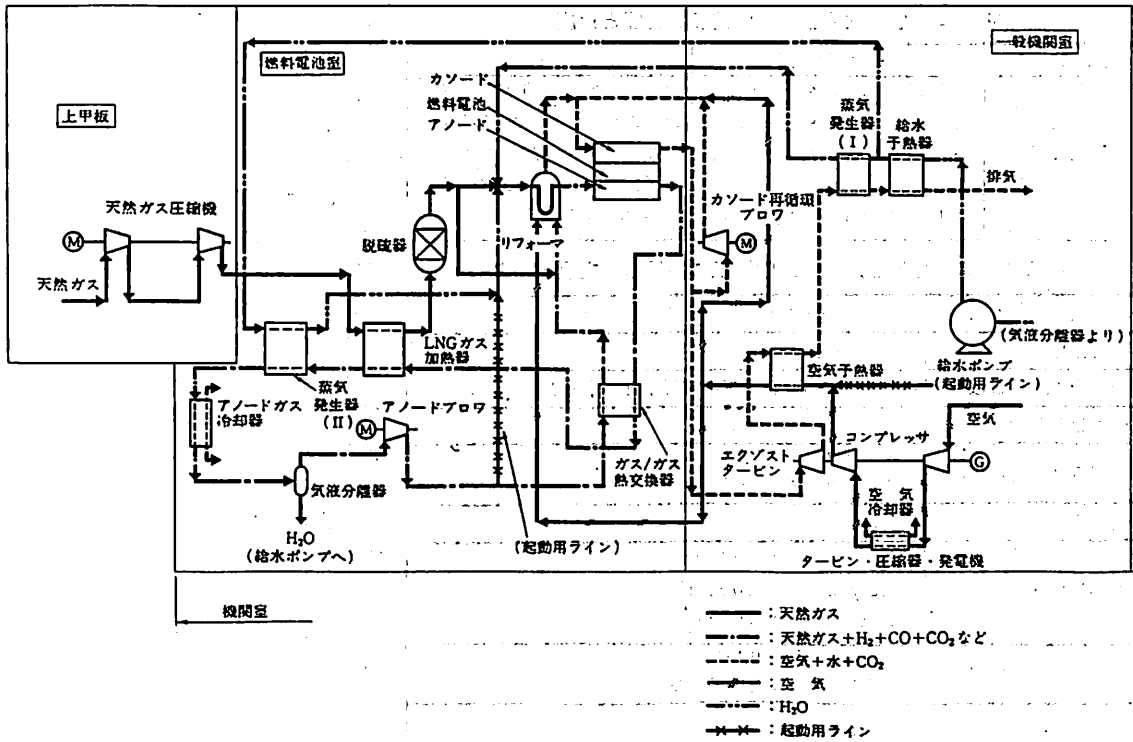 一般機関室
燃料電池室
上甲板
カソード
燃料電池
アノード
蒸気
発生器
(Ⅰ)
給水
予熱器
排気
天然ガス圧縮機
M
天然ガス
脱硫器
リフォーマ
カソード再循環
ブロワ
M
(気液分離器より)
給水ポンプ
(起動用ライン)
空気予熱器
空気
LNGガス
加熱器
蒸気
発生器
(Ⅱ)
アノードガス
冷却器
アノードブロワ
M
気液分離器
H₂O
(給水ポンプへ)
(起動用ライン)
ガス/ガス
熱交換器
エクゾスト
タービン
コンプレッサ
G
空気
冷却器
タービン・圧縮器・発電機
機関室
:天然ガス
:天然ガス+H₂+CO+CO₂など
:空気+水+CO₂
:空気
:H₂O
:起動用ライン